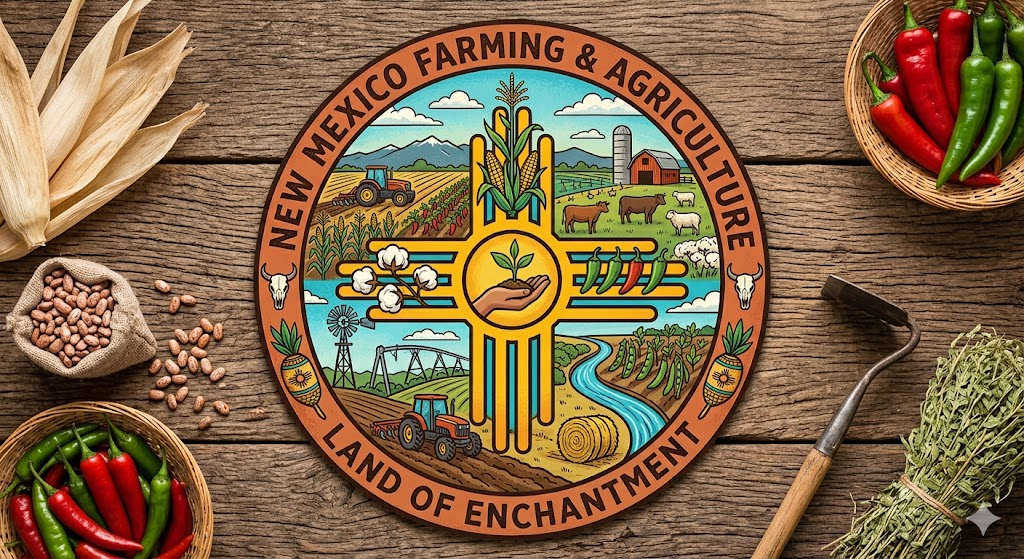 NEW MEXICO FARMING & AGRICULTURE
LAND OF ENCHANTMENT